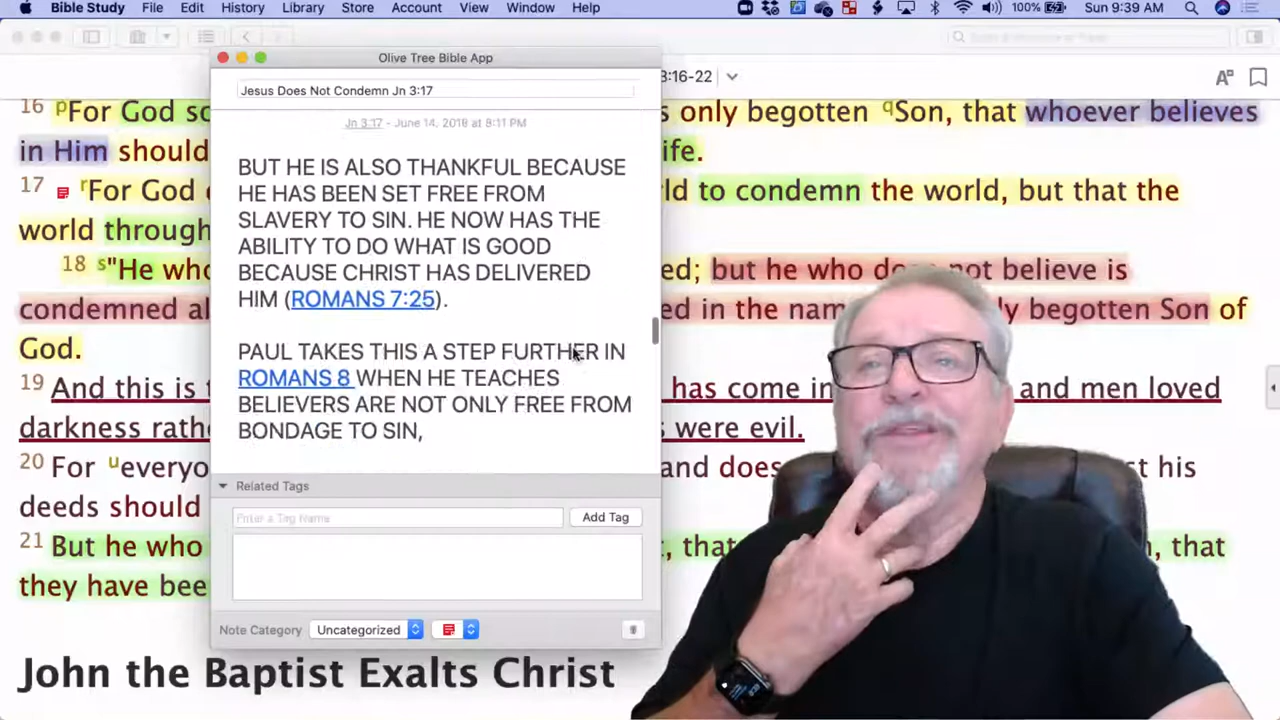 Bible Study File Edit History Library Store Account View Window Help 100% Sun 9:39 AM
Olive Tree Bible App
Jesus Does Not Condemn Jn 3:17
3:16-22
Jn 3:17 - June 14, 2018 at 8:11 PM
BUT HE IS ALSO THANKFUL BECAUSE
HE HAS BEEN SET FREE FROM
SLAVERY TO SIN. HE NOW HAS THE
ABILITY TO DO WHAT IS GOOD
BECAUSE CHRIST HAS DELIVERED
HIM (ROMANS 7:25).
PAUL TAKES THIS A STEP FURTHER IN
ROMANS 8 WHEN HE TEACHES
BELIEVERS ARE NOT ONLY FREE FROM
BONDAGE TO SIN,
Related Tags
Enter a Tag Name Add Tag
Note Category Uncategorized
16 pFor God so s only begotten qSon, that whoever believes
in Him should ife.
17 rFor God to condemn the world, but that the
world through
18 s"He who ed; but he who does not believe is
condemned al ed in the name ly begotten Son of
God.
19 And this is has come in and men loved
darkness rath were evil.
20 For ueveryo and does st his
deeds should
21 But he who t, that , that
they have bee
John the Baptist Exalts Christ